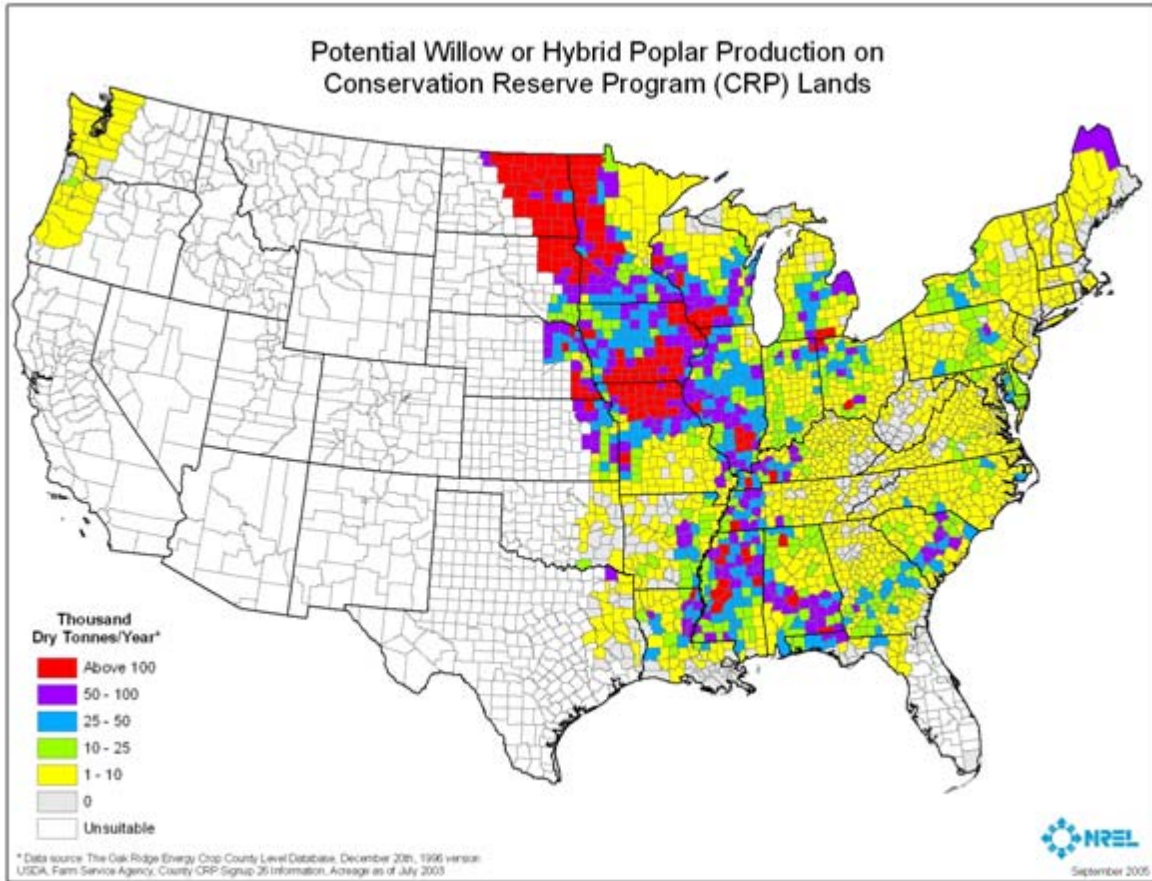 Potential Willow or Hybrid Poplar Production on
Conservation Reserve Program (CRP) Lands
Thousand
Dry Tonnes/Year*
Above 100
50 - 100
25 - 50
10 - 25
1 - 10
0
Unsuitable
* Data source: The Oak Ridge Energy Crop County Level Database, December 20th, 1996 version
USDA, Farm Service Agency, County CRP Signup 26 Information, Acreage as of July 2003
NREL
September 2005